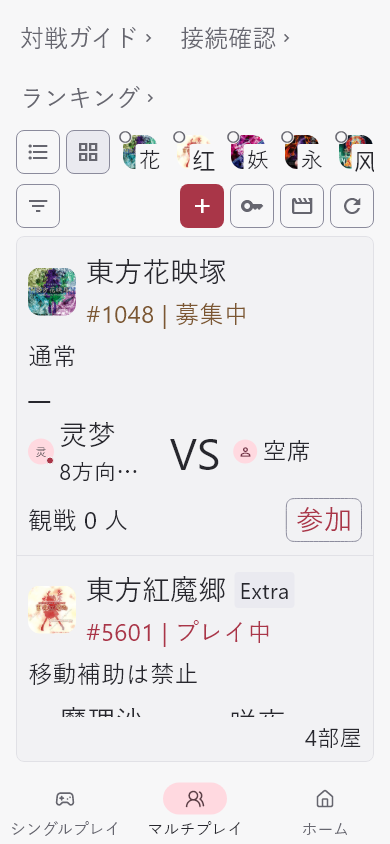 対戦ガイド
接続確認
ランキング
花 红 妖 永 风
東方花映塚
#1048 | 募集中
通常
—
灵
灵梦
8方向…
VS
空席
観戦 0 人
参加
東方紅魔郷 Extra
#5601 | プレイ中
移動補助は禁止
4部屋
シングルプレイ
マルチプレイ
ホーム